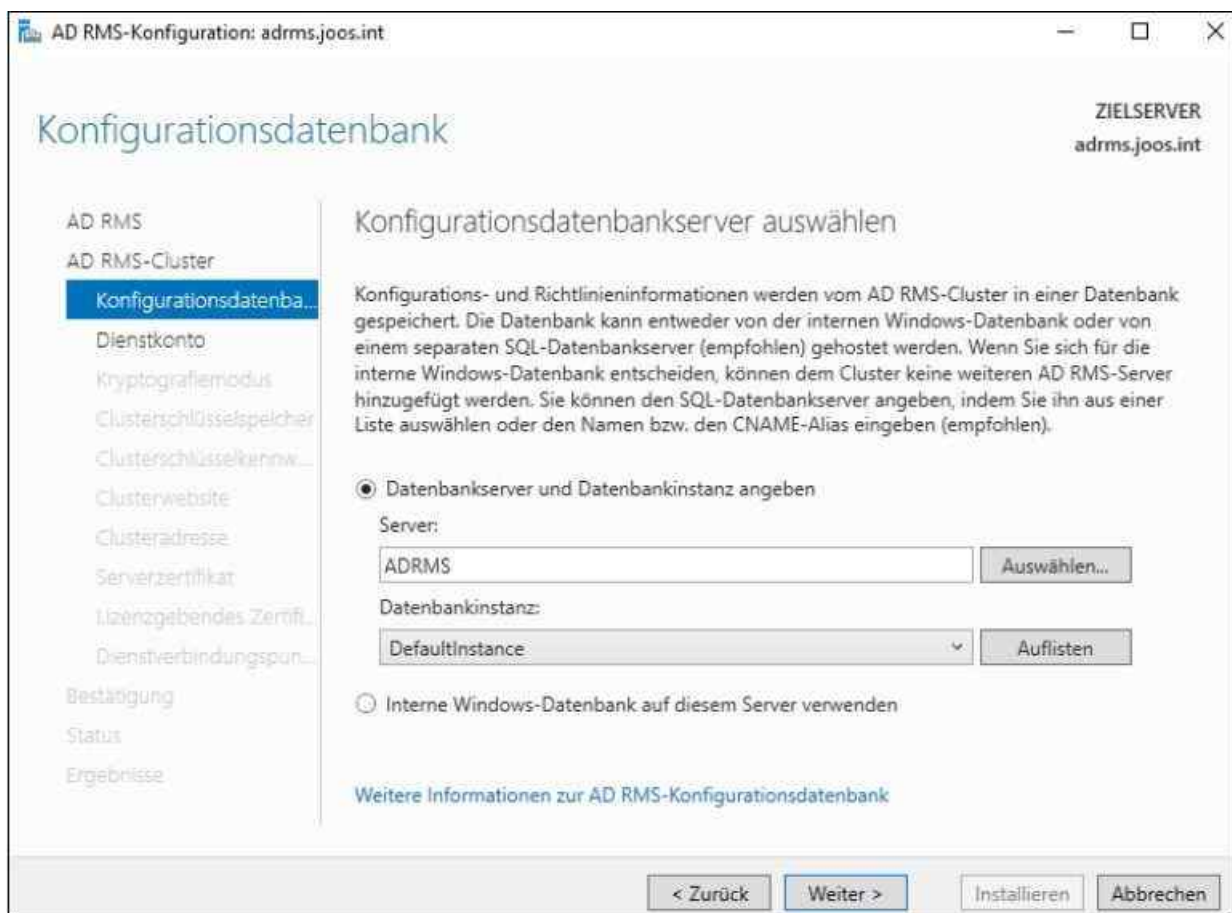 AD RMS-Konfiguration: adrms.joos.int
Konfigurationsdatenbank
ZIELSERVER
adrms.joos.int
AD RMS
AD RMS-Cluster
Konfigurationsdatenba...
Dienstkonto
Kryptografiemodus
Clusterschlüsselspeicher
Clusterschlüsselkennw...
Clusterwebsite
Clusteradresse
Serverzertifikat
Lizenzgebendes Zertifi...
Dienstverbindungspun...
Bestätigung
Status
Ergebnisse
Konfigurationsdatenbankserver auswählen
Konfigurations- und Richtlinieninformationen werden vom AD RMS-Cluster in einer Datenbank
gespeichert. Die Datenbank kann entweder von der internen Windows-Datenbank oder von
einem separaten SQL-Datenbankserver (empfohlen) gehostet werden. Wenn Sie sich für die
interne Windows-Datenbank entscheiden, können dem Cluster keine weiteren AD RMS-Server
hinzugefügt werden. Sie können den SQL-Datenbankserver angeben, indem Sie ihn aus einer
Liste auswählen oder den Namen bzw. den CNAME-Alias eingeben (empfohlen).
Datenbankserver und Datenbankinstanz angeben
Server:
ADRMS
Auswählen...
Datenbankinstanz:
DefaultInstance
Auflisten
Interne Windows-Datenbank auf diesem Server verwenden
Weitere Informationen zur AD RMS-Konfigurationsdatenbank
< Zurück
Weiter >
Installieren
Abbrechen